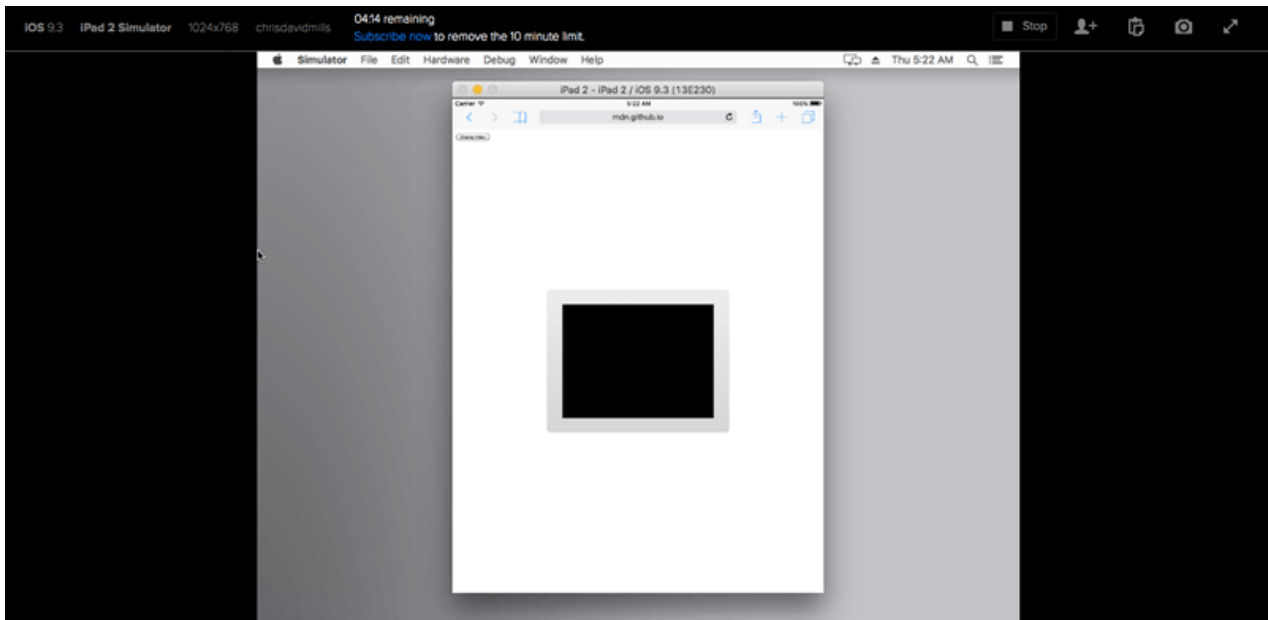 iOS 9.3 iPad 2 Simulator 1024x768 chrisdavidmills
04:14 remaining
Subscribe now to remove the 10 minute limit.
Stop
Simulator File Edit Hardware Debug Window Help Thu 5:22 AM
iPad 2 - iPad 2 / iOS 9.3 (13E230)
Carrier 5:22 AM 100%
mdn.github.io